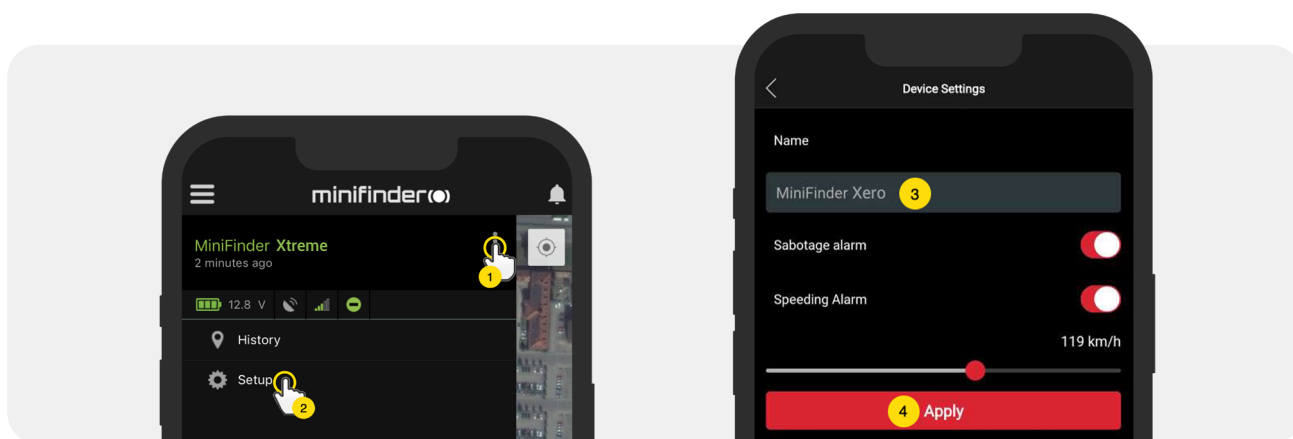 minifinder
MiniFinder Xtreme
2 minutes ago
1
12.8 V
History
Setup
2
Device Settings
Name
MiniFinder Xero
3
Sabotage alarm
Speeding Alarm
119 km/h
4 Apply